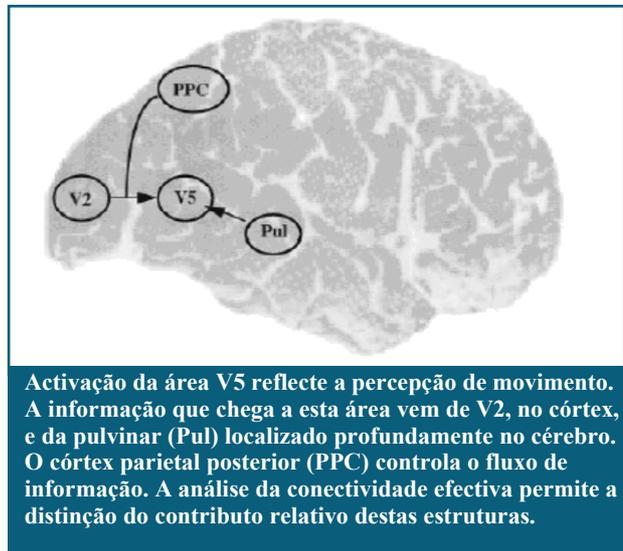 PPC
V2
V5
Pul
Activação da área V5 reflecte a percepção de movimento.
A informação que chega a esta área vem de V2, no córtex,
e da pulvinar (Pul) localizado profundamente no cérebro.
O córtex parietal posterior (PPC) controla o fluxo de
informação. A análise da conectividade efectiva permite a
distinção do contributo relativo destas estruturas.